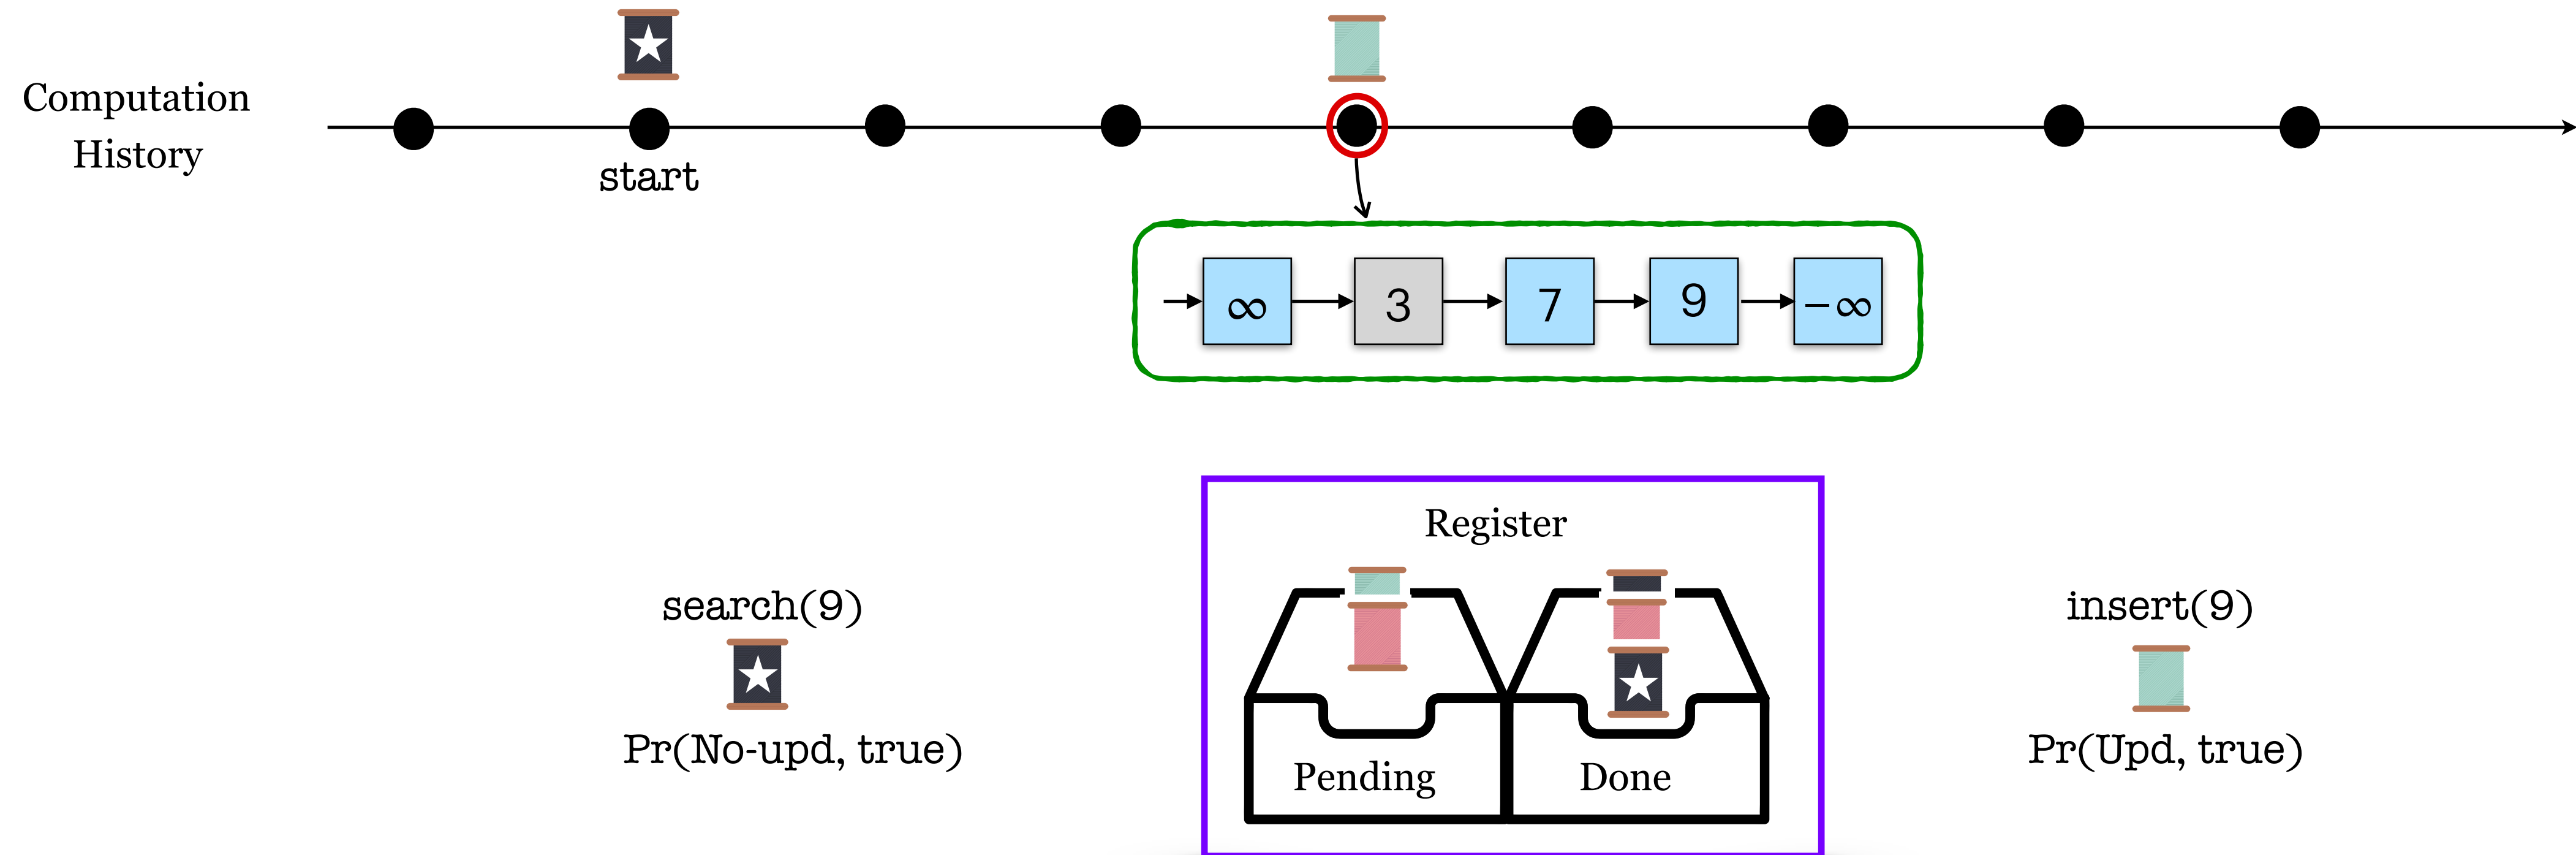 Computation
History
start
∞ 3 7 9 −∞
Register
search(9)
insert(9)
Pr(No-upd, true)
Pr(Upd, true)
Pending
Done